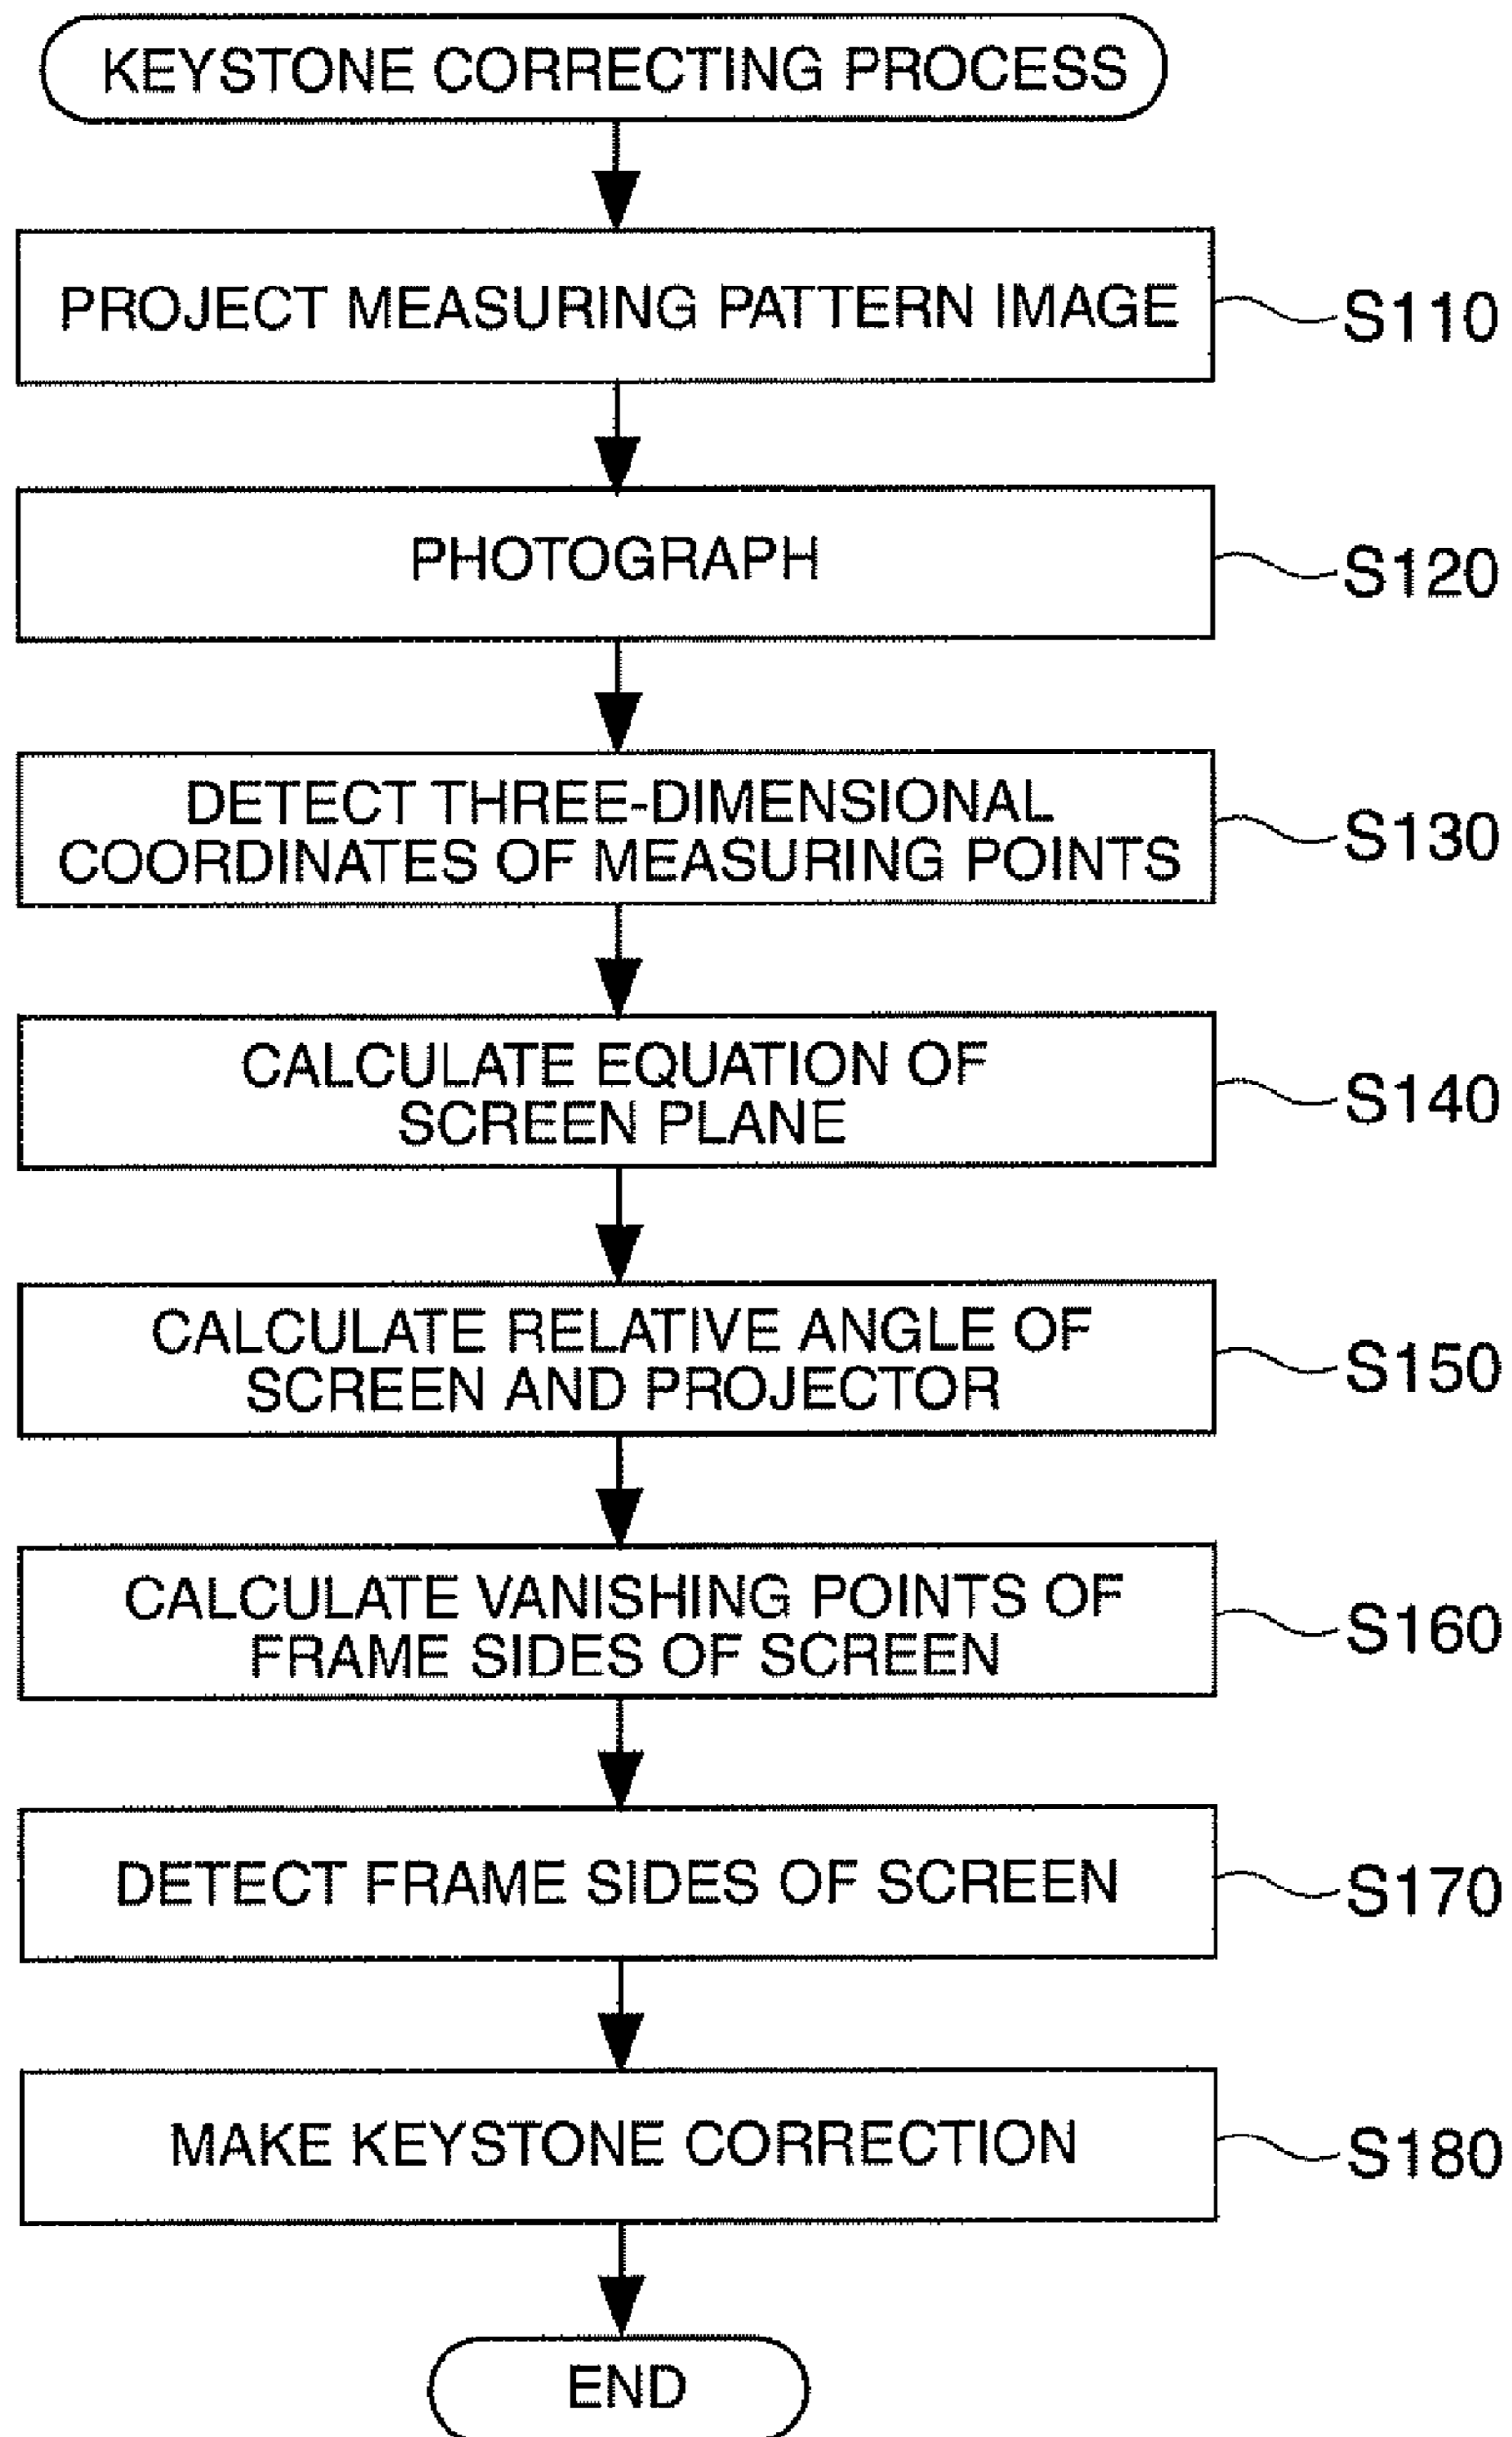 KEYSTONE CORRECTING PROCESS
PROJECT MEASURING PATTERN IMAGE
S110
PHOTOGRAPH
S120
DETECT THREE-DIMENSIONAL
COORDINATES OF MEASURING POINTS
S130
CALCULATE EQUATION OF
SCREEN PLANE
S140
CALCULATE RELATIVE ANGLE OF
SCREEN AND PROJECTOR
S150
CALCULATE VANISHING POINTS OF
FRAME SIDES OF SCREEN
S160
DETECT FRAME SIDES OF SCREEN
S170
MAKE KEYSTONE CORRECTION
S180
END